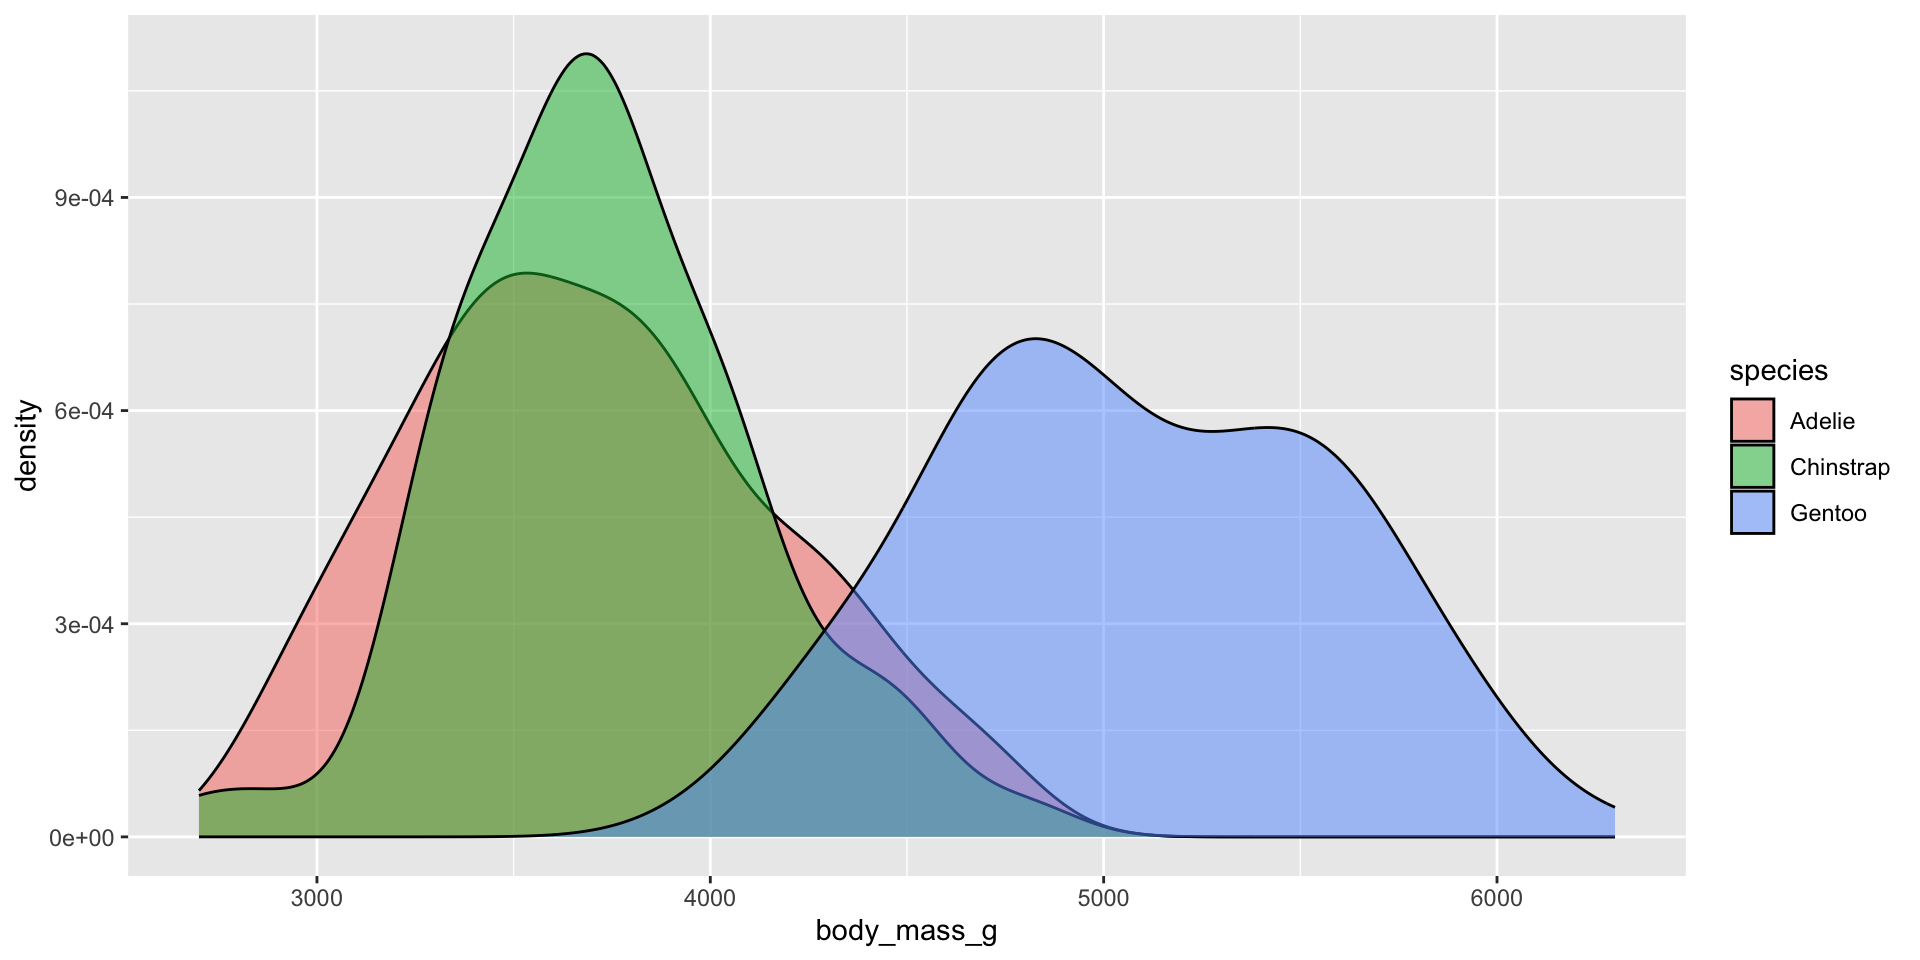 density
9e-04
6e-04
3e-04
0e+00
3000 4000 5000 6000
body_mass_g
species
Adelie
Chinstrap
Gentoo